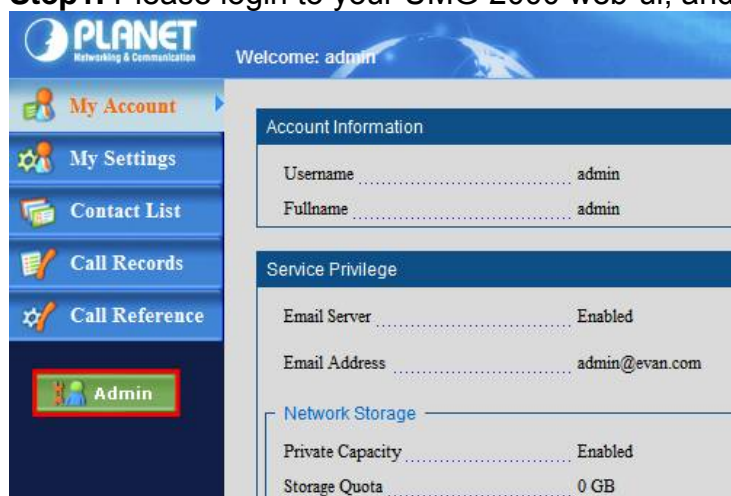 PLANET
Networking & Communication
Welcome: admin
My Account
My Settings
Contact List
Call Records
Call Reference
Admin
Account Information
Username admin
Fullname admin
Service Privilege
Email Server Enabled
Email Address admin@evan.com
Network Storage
Private Capacity Enabled
Storage Quota 0 GB